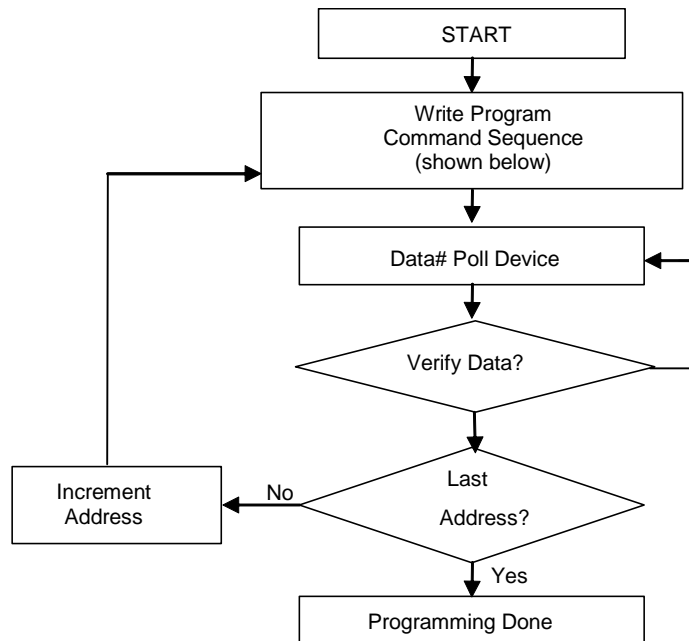 START
Write Program
Command Sequence
(shown below)
Data# Poll Device
Verify Data?
Last
Address?
No
Increment
Address
Yes
Programming Done